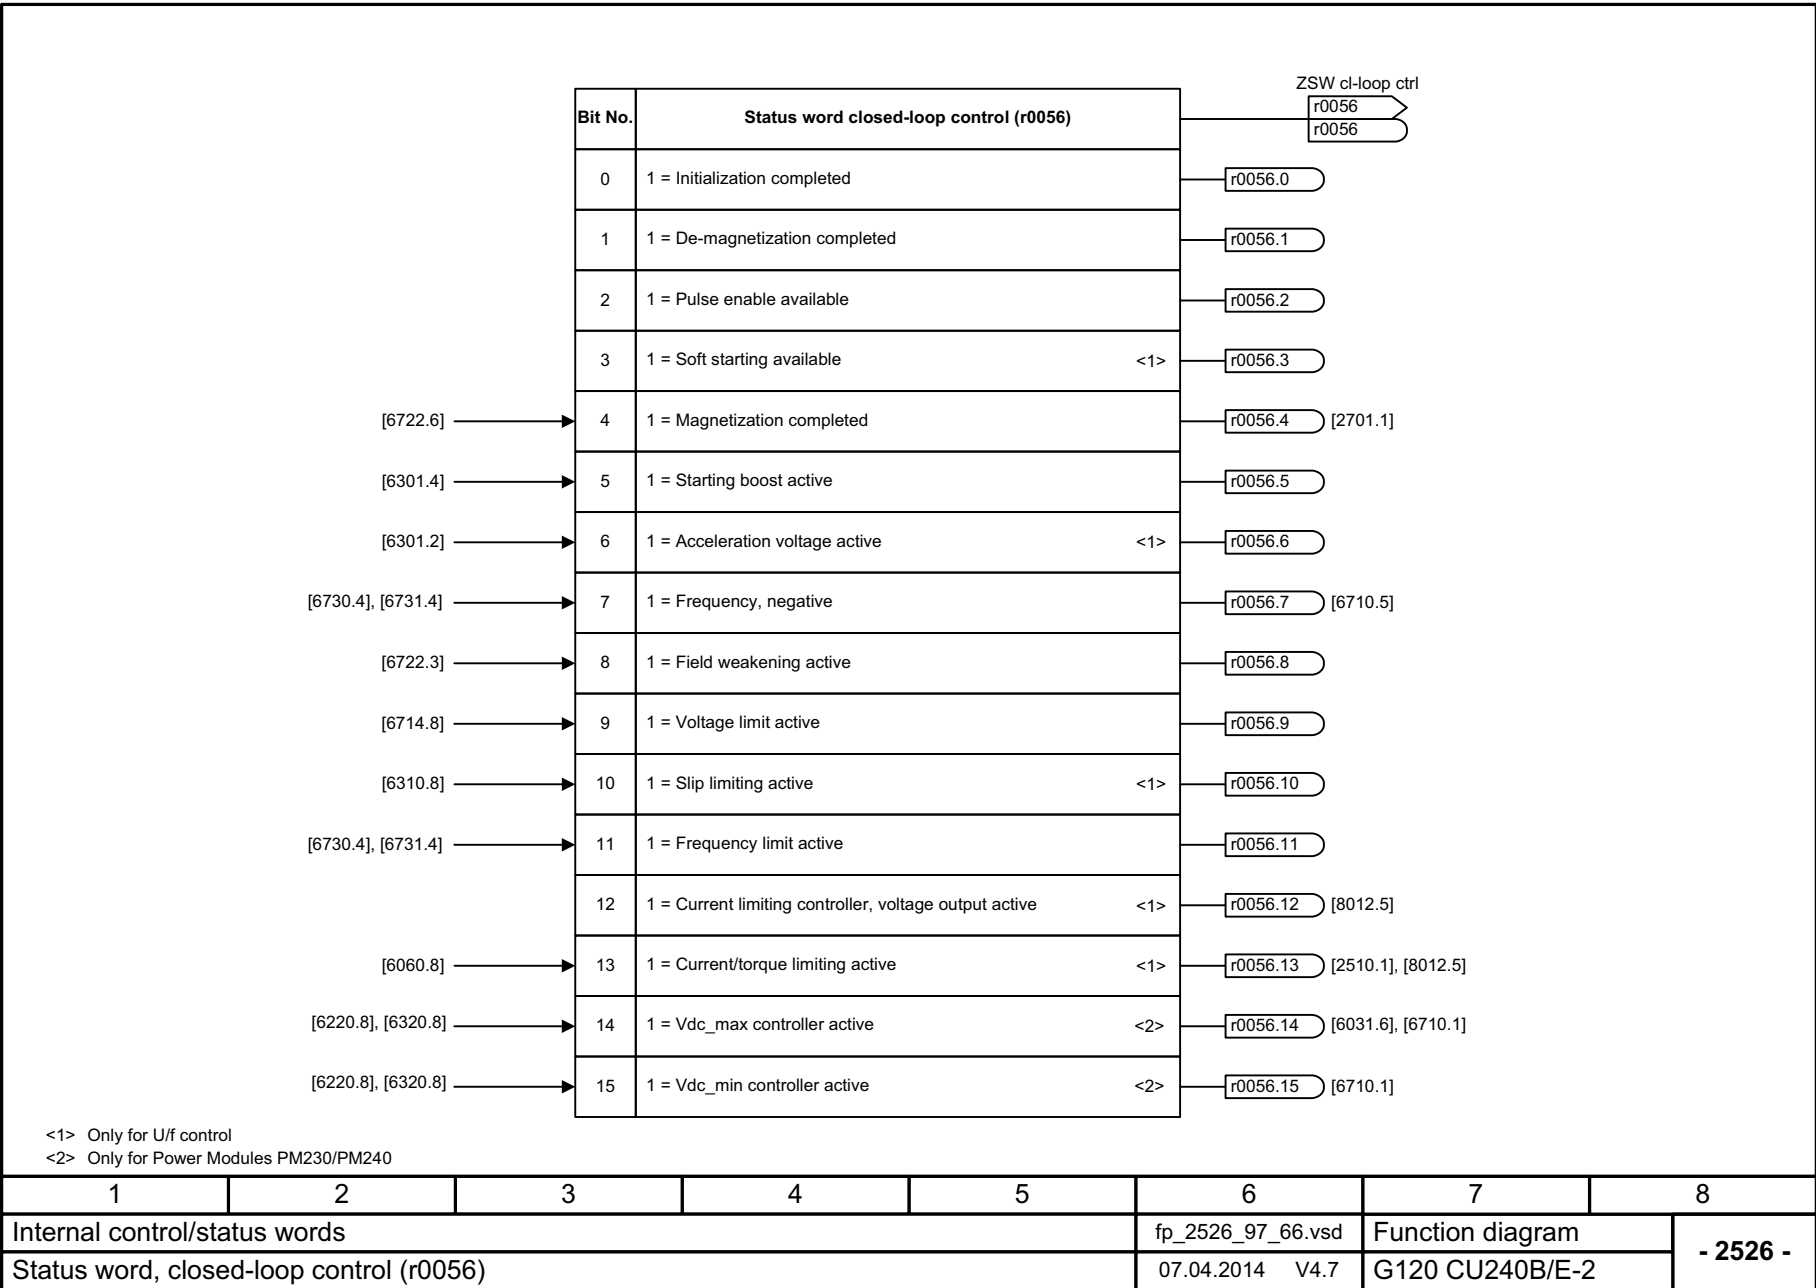 ZSW cl-loop ctrl
Bit No. Status word closed-loop control (r0056) r0056
r0056
0 1 = Initialization completed r0056.0
1 1 = De-magnetization completed r0056.1
2 1 = Pulse enable available r0056.2
3 1 = Soft starting available <1> r0056.3
[6722.6] 4 1 = Magnetization completed r0056.4 [2701.1]
[6301.4] 5 1 = Starting boost active r0056.5
[6301.2] 6 1 = Acceleration voltage active <1> r0056.6
[6730.4], [6731.4] 7 1 = Frequency, negative r0056.7 [6710.5]
[6722.3] 8 1 = Field weakening active r0056.8
[6714.8] 9 1 = Voltage limit active r0056.9
[6310.8] 10 1 = Slip limiting active <1> r0056.10
[6730.4], [6731.4] 11 1 = Frequency limit active r0056.11
12 1 = Current limiting controller, voltage output active <1> r0056.12 [8012.5]
[6060.8] 13 1 = Current/torque limiting active <1> r0056.13 [2510.1], [8012.5]
[6220.8], [6320.8] 14 1 = Vdc_max controller active <2> r0056.14 [6031.6], [6710.1]
[6220.8], [6320.8] 15 1 = Vdc_min controller active <2> r0056.15 [6710.1]
<1> Only for U/f control
<2> Only for Power Modules PM230/PM240
1 2 3 4 5 6 7 8
Internal control/status words fp_2526_97_66.vsd Function diagram - 2526 -
Status word, closed-loop control (r0056) 07.04.2014 V4.7 G120 CU240B/E-2